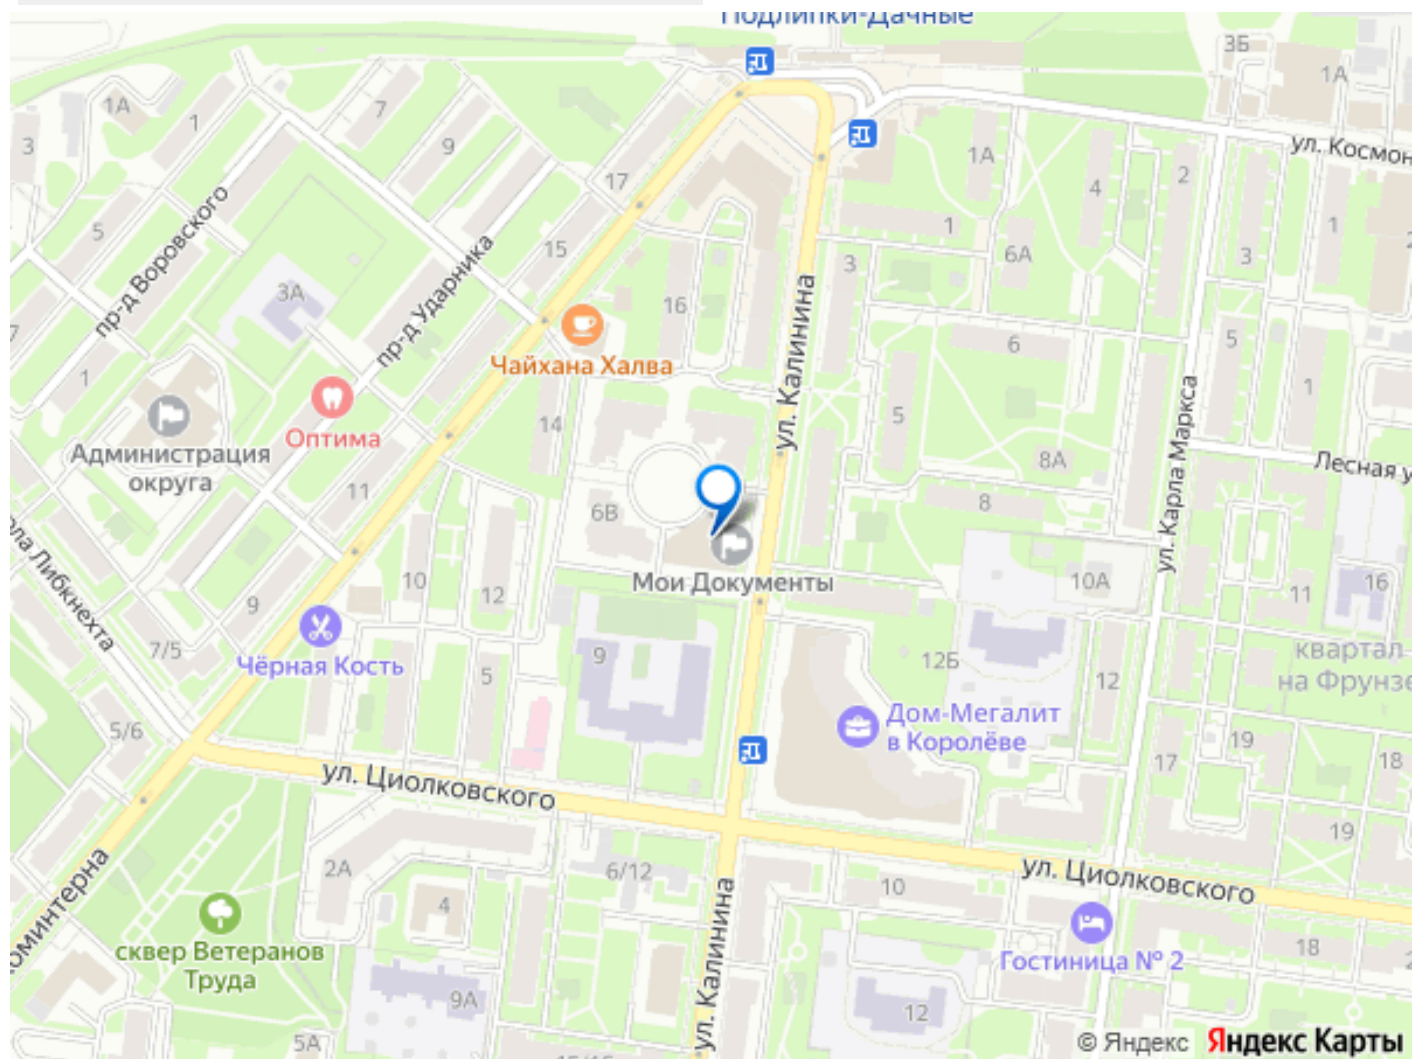 Подлипки-Дачные
3Б
1А
1А
7
1
3
9
ул. Космон
1А
2
4
17
пр-д Воровского
5
15
1
1
3
6А
3
пр-д Ударника
3А
16
ул. Калинина
7
5
6
Чайхана Халва
1
1
Оптима
14
5
ул. Карла Маркса
Администрация
округа
8А
Лесная у
11
6В
8
Мои Документы
10
12
10А
11
16
9
7/5
Чёрная Кость
9
12Б
квартал
на Фрунзе
5
12
5/6
Дом-Мегалит
в Королёве
19
17
18
ул. Циолковского
19
2А
6/12
10
ул. Циолковского
4
сквер Ветеранов
Труда
ул. Калинина
Гостиница № 2
18
9А
12
5А
© Яндекс Яндекс Карты